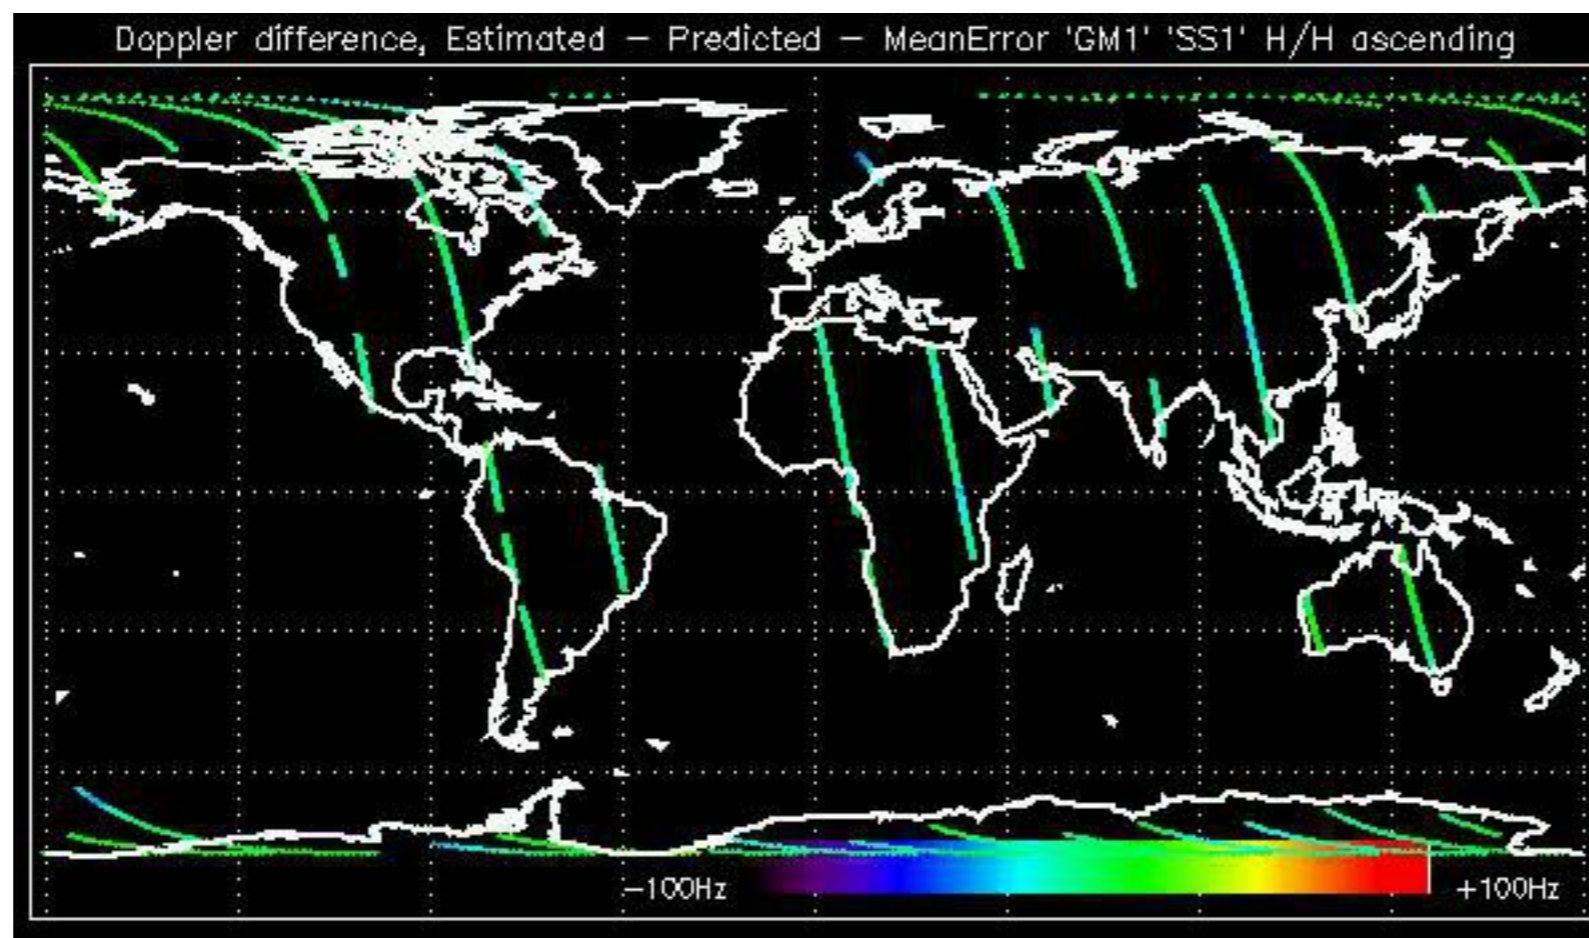 Doppler difference, Estimated − Predicted − MeanError 'GM1' 'SS1' H/H ascending
−100Hz
+100Hz